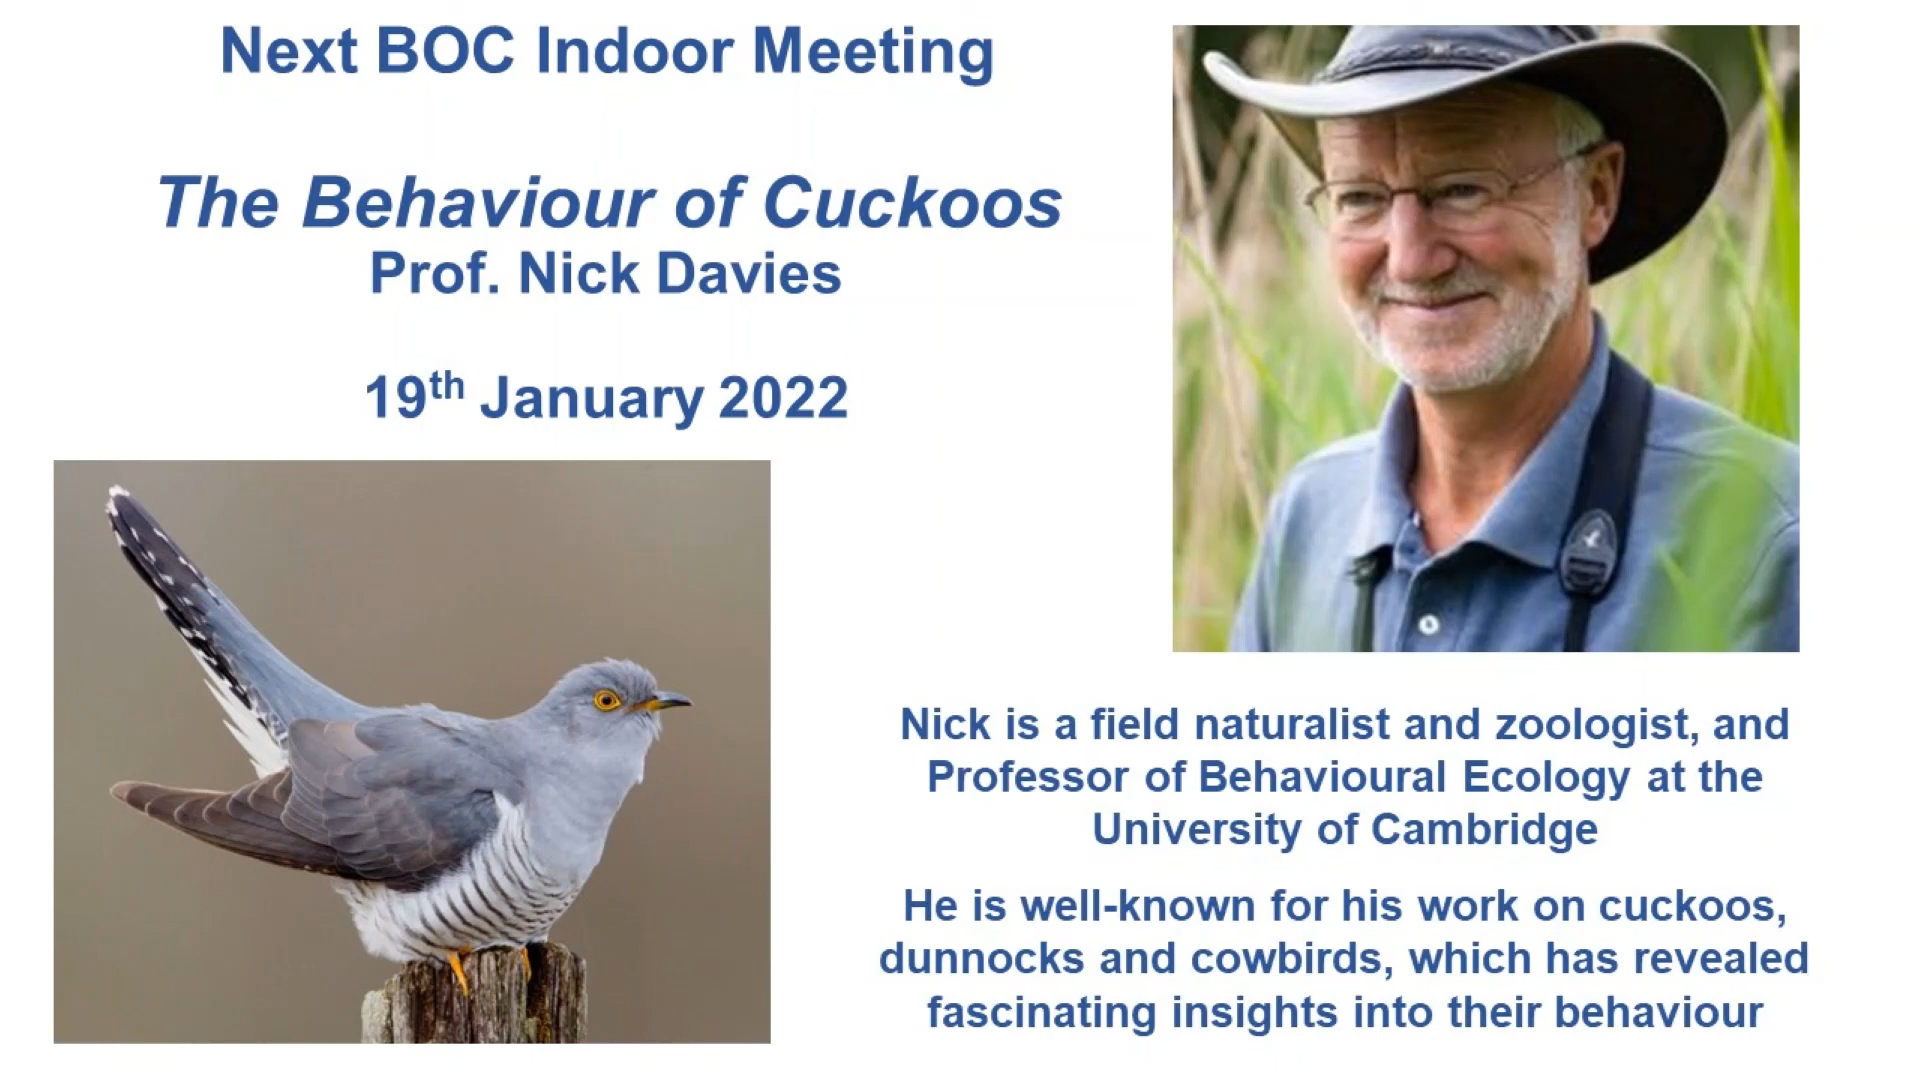 Next BOC Indoor Meeting
The Behaviour of Cuckoos
Prof. Nick Davies
19th January 2022
Nick is a field naturalist and zoologist, and
Professor of Behavioural Ecology at the
University of Cambridge
He is well-known for his work on cuckoos,
dunnocks and cowbirds, which has revealed
fascinating insights into their behaviour